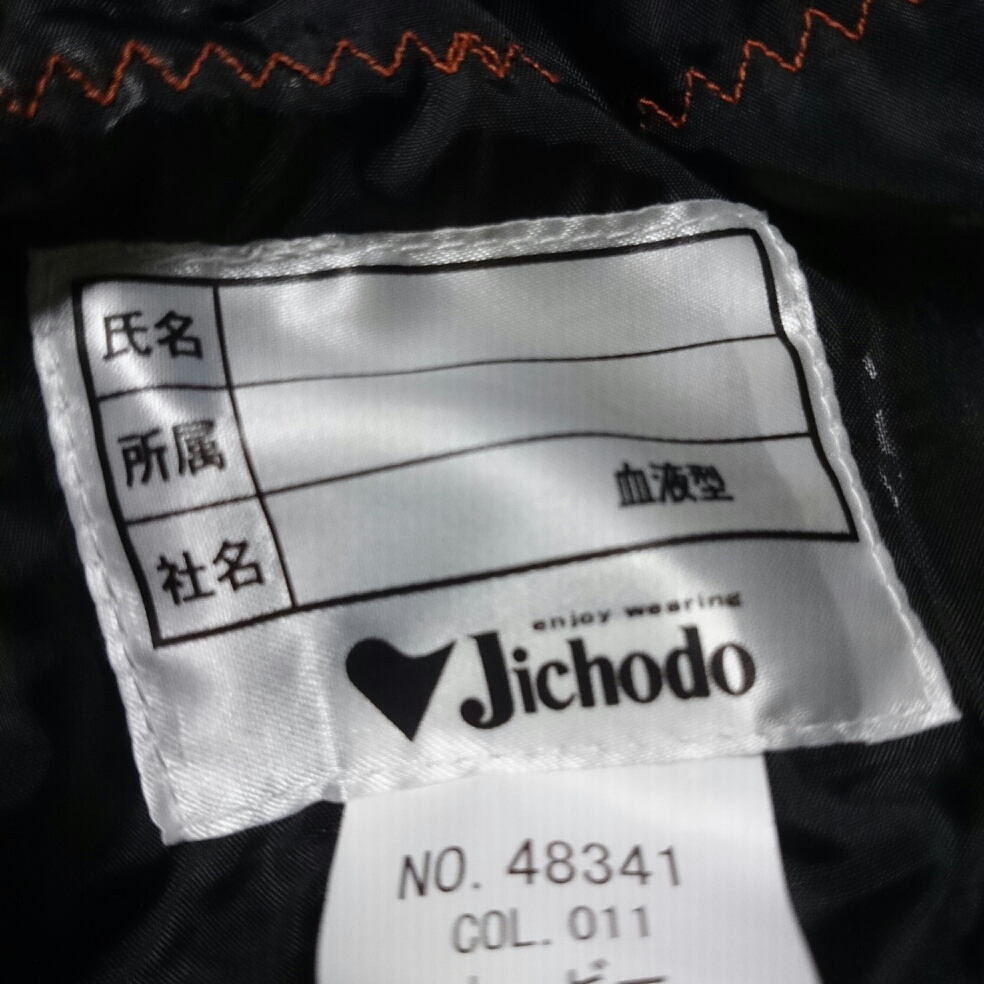 氏名
所属
社名 血液型
enjoy wearing
Jichodo
NO. 48341
COL. 011